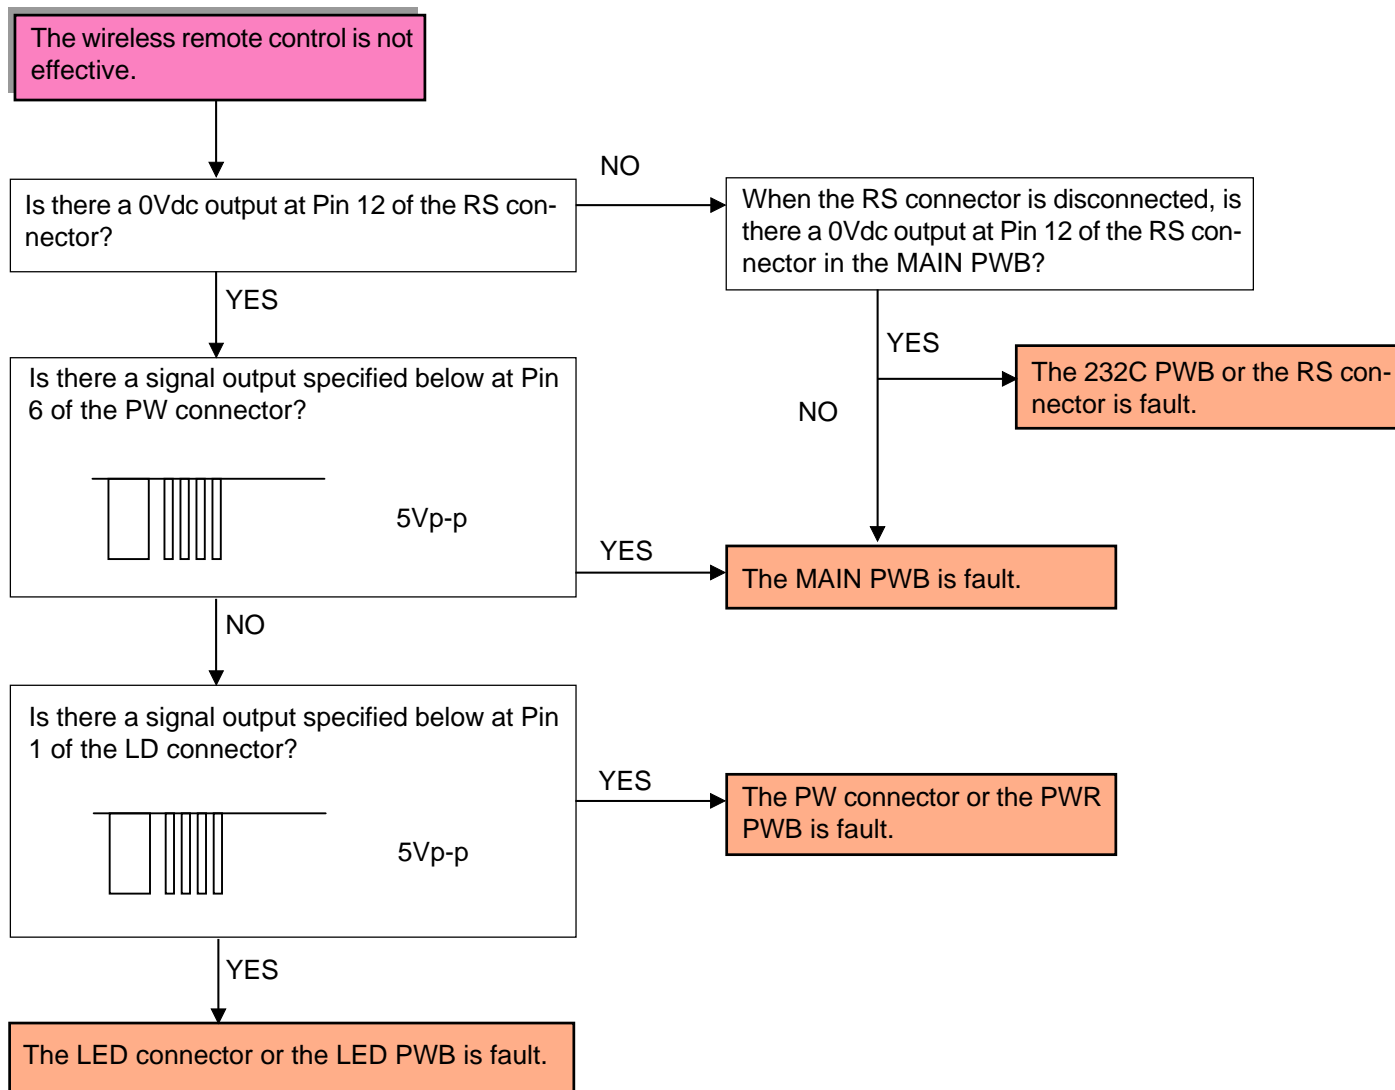 The wireless remote control is not
effective.
NO
Is there a 0Vdc output at Pin 12 of the RS con-
nector?
When the RS connector is disconnected, is
there a 0Vdc output at Pin 12 of the RS con-
nector in the MAIN PWB?
YES
YES
Is there a signal output specified below at Pin
6 of the PW connector?
The 232C PWB or the RS con-
nector is fault.
NO
5Vp-p
YES
The MAIN PWB is fault.
NO
Is there a signal output specified below at Pin
1 of the LD connector?
YES
The PW connector or the PWR
PWB is fault.
5Vp-p
YES
The LED connector or the LED PWB is fault.